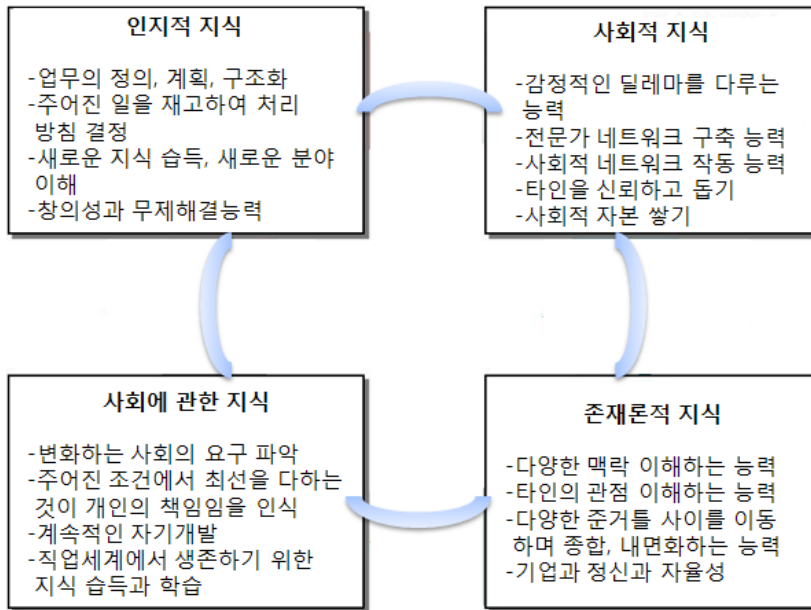 인지적 지식
-업무의 정의, 계획, 구조화
-주어진 일을 재고하여 처리
방침 결정
-새로운 지식 습득, 새로운 분야
이해
-창의성과 무제해결능력
사회적 지식
-감정적인 딜레마를 다루는
능력
-전문가 네트워크 구축 능력
-사회적 네트워크 작동 능력
-타인을 신뢰하고 돕기
-사회적 자본 쌓기
사회에 관한 지식
-변화하는 사회의 요구 파악
-주어진 조건에서 최선을 다하는
것이 개인의 책임임을 인식
-계속적인 자기개발
-직업세계에서 생존하기 위한
지식 습득과 학습
존재론적 지식
-다양한 맥락 이해하는 능력
-타인의 관점 이해하는 능력
-다양한 준거틀 사이를 이동
하며 종합, 내면화하는 능력
-기업과 정신과 자율성